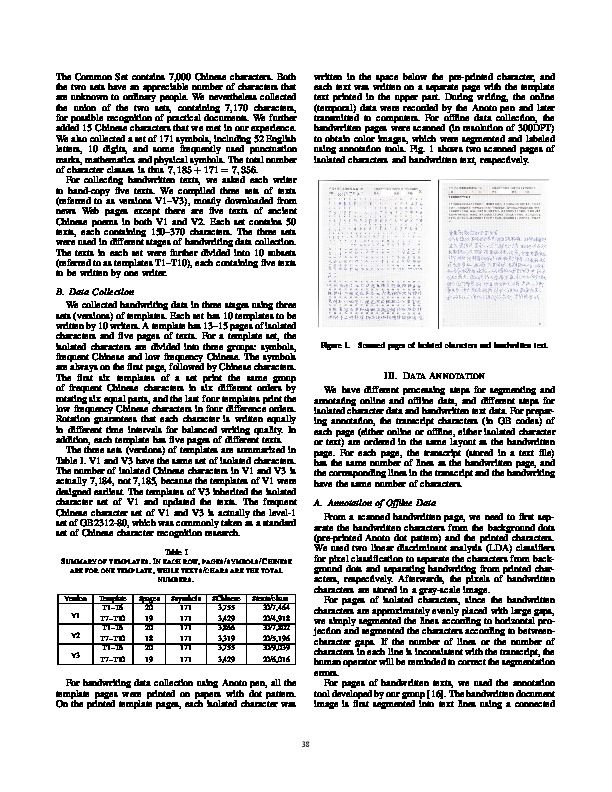 The Common Set contains 7,000 Chinese characters. Both
the two sets have an appreciable number of characters that
are unknown to ordinary people. We nevertheless collected
the union of the two sets, containing 7,170 characters,
for possible recognition of practical documents. We further
added 15 Chinese characters that we met in our experience.
We also collected a set of 171 symbols, including 52 English
letters, 10 digits, and some frequently used punctuation
marks, mathematics and physical symbols. The total number
of character classes is thus 7,185 + 171 = 7,356.
For collecting handwritten texts, we asked each writer
to hand-copy five texts. We compiled three sets of texts
(referred to as versions V1–V3), mostly downloaded from
news Web pages except there are five texts of ancient
Chinese poems in both V1 and V2. Each set contains 50
texts, each containing 150–370 characters. The three sets
were used in different stages of handwriting data collection.
The texts in each set were further divided into 10 subsets
(referred to as templates T1–T10), each containing five texts
to be written by one writer.
B. Data Collection
We collected handwriting data in three stages using three
sets (versions) of templates. Each set has 10 templates to be
written by 10 writers. A template has 13–15 pages of isolated
characters and five pages of texts. For a template set, the
isolated characters are divided into three groups: symbols,
frequent Chinese and low frequency Chinese. The symbols
are always on the first page, followed by Chinese characters.
The first six templates of a set print the same group
of frequent Chinese characters in six different orders by
rotating six equal parts, and the last four templates print the
low frequency Chinese characters in four difference orders.
Rotation guarantees that each character is written equally
in different time intervals for balanced writing quality. In
addition, each template has five pages of different texts.
The three sets (versions) of templates are summarized in
Table I. V1 and V3 have the same set of isolated characters.
The number of isolated Chinese characters in V1 and V3 is
actually 7,184, not 7,185, because the templates of V1 were
designed earliest. The templates of V3 inherited the isolated
character set of V1 and updated the texts. The frequent
Chinese character set of V1 and V3 is actually the level-1
set of GB2312-80, which was commonly taken as a standard
set of Chinese character recognition research.
Table I
SUMMARY OF TEMPLATES. IN EACH ROW, PAGES/SYMBOLS/CHINESE
ARE FOR ONE TEMPLATE, WHILE TEXTS/CHARS ARE THE TOTAL
NUMBERS.
Version Template #pages #symbols #Chinese #texts/chars
V1 T1–T6 20 171 3,755 30/7,464
T7–T10 19 171 3,429 20/4,918
V2 T1–T6 20 171 3,866 30/7,802
T7–T10 18 171 3,319 20/5,196
V3 T1–T6 20 171 3,755 30/9,039
T7–T10 19 171 3,429 20/6,016
For handwriting data collection using Anoto pen, all the
template pages were printed on papers with dot pattern.
On the printed template pages, each isolated character was
written in the space below the pre-printed character, and
each text was written on a separate page with the template
text printed in the upper part. During writing, the online
(temporal) data were recorded by the Anoto pen and later
transmitted to computers. For offline data collection, the
handwritten pages were scanned (in resolution of 300DPI)
to obtain color images, which were segmented and labeled
using annotation tools. Fig. 1 shows two scanned pages of
isolated characters and handwritten text, respectively.
Figure 1. Scanned pages of isolated characters and handwritten text.
III. DATA ANNOTATION
We have different processing steps for segmenting and
annotating online and offline data, and different steps for
isolated character data and handwritten text data. For prepar-
ing annotation, the transcript characters (in GB codes) of
each page (either online or offline, either isolated character
or text) are ordered in the same layout as the handwritten
page. For each page, the transcript (stored in a text file)
has the same number of lines as the handwritten page, and
the corresponding lines in the transcript and the handwriting
have the same number of characters.
A. Annotation of Offline Data
From a scanned handwritten page, we need to first sep-
arate the handwritten characters from the background dots
(pre-printed Anoto dot pattern) and the printed characters.
We used two linear discriminant analysis (LDA) classifiers
for pixel classification to separate the characters from back-
ground dots and separating handwriting from printed char-
acters, respectively. Afterwards, the pixels of handwritten
characters are stored in a gray-scale image.
For pages of isolated characters, since the handwritten
characters are approximately evenly placed with large gaps,
we simply segmented the lines according to horizontal pro-
jection and segmented the characters according to between-
character gaps. If the number of lines or the number of
characters in each line is inconsistent with the transcript, the
human operator will be reminded to correct the segmentation
errors.
For pages of handwritten texts, we used the annotation
tool developed by our group [16]. The handwritten document
image is first segmented into text lines using a connected
38